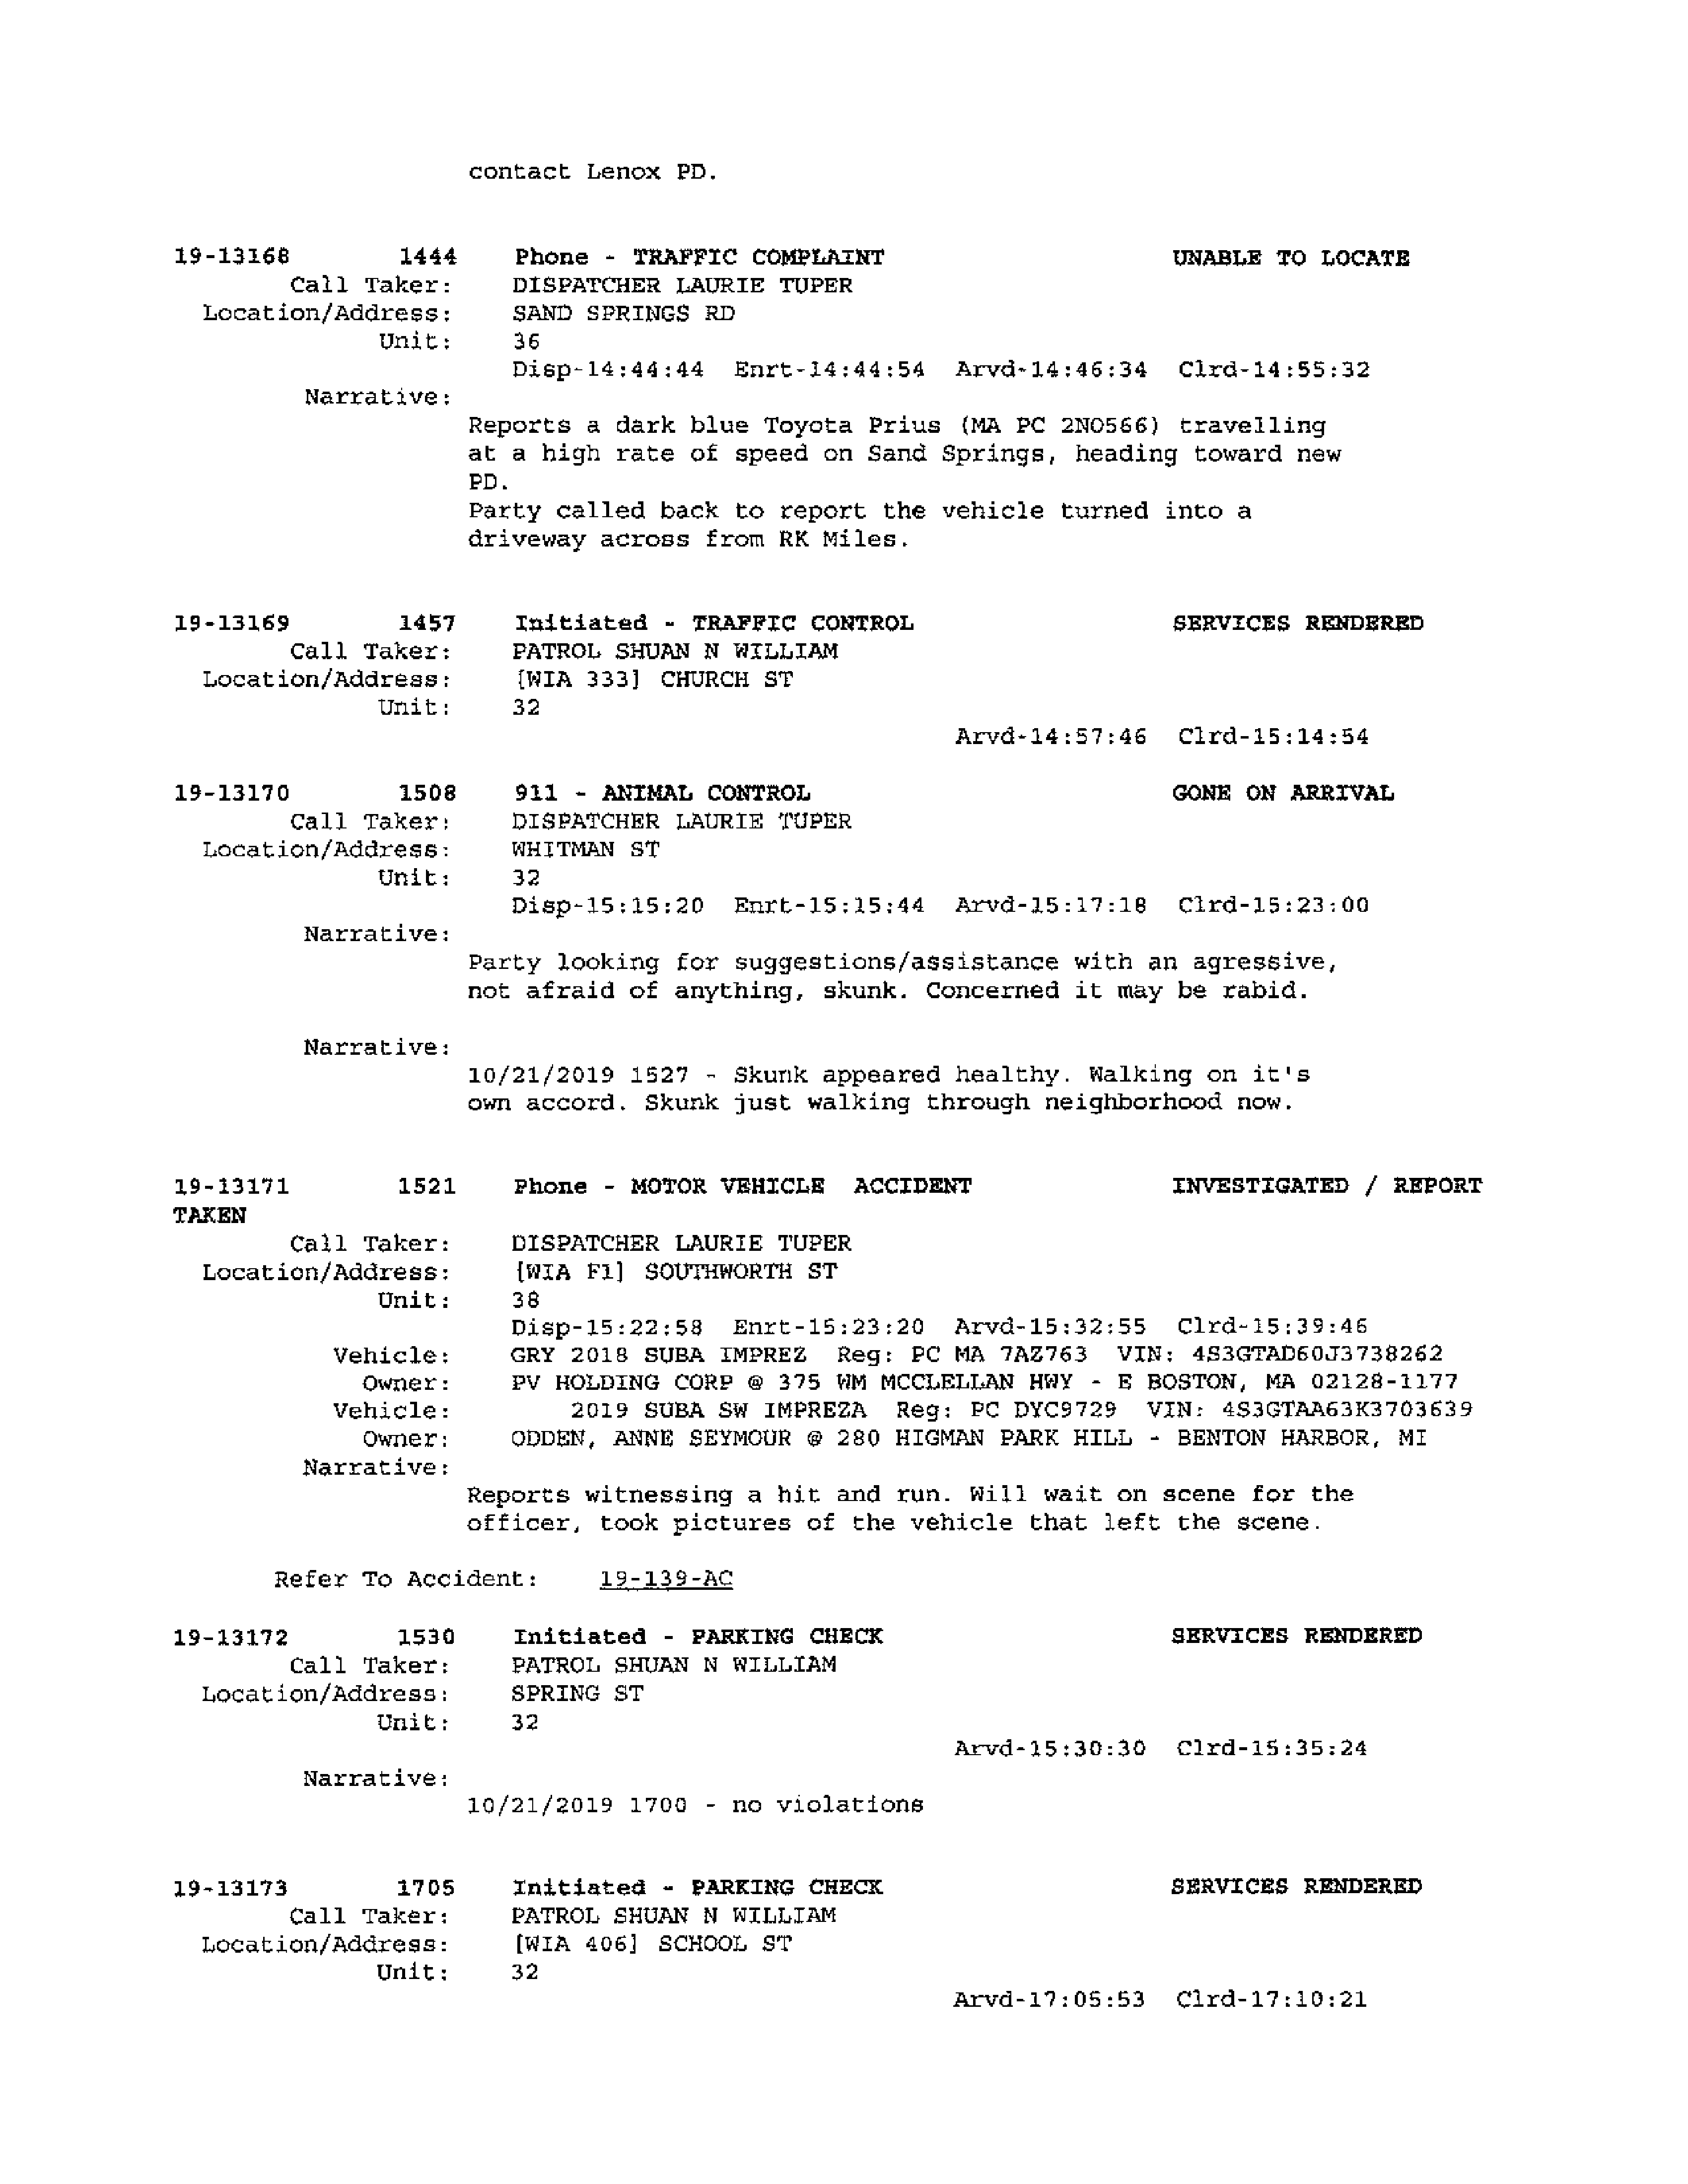 contact Lenox PD.
19-13168 1444 Phone - TRAFFIC COMPLAINT UNABLE TO LOCATE
Call Taker: DISPATCHER LAURIE TUPER
Location/Address: SAND SPRINGS RD
Unit: 36
Disp-14:44:44 Enrt-14:44:54 Arvd-14:46:34 Clrd-14:55:32
Narrative:
Reports a dark blue Toyota Prius (MA PC 2NO566) travelling
at a high rate of speed on Sand Springs, heading toward new
PD.
Party called back to report the vehicle turned into a
driveway across from RK Miles.
19-13169 1457 Initiated - TRAFFIC CONTROL SERVICES RENDERED
Call Taker: PATROL SHUAN N WILLIAM
Location/Address: [WIA 333] CHURCH ST
Unit: 32
Arvd-14:57:46 Clrd-15:14:54
19-13170 1508 911 - ANIMAL CONTROL GONE ON ARRIVAL
Call Taker: DISPATCHER LAURIE TUPER
Location/Address: WHITMAN ST
Unit: 32
Disp-15:15:20 Enrt-15:15:44 Arvd-15:17:18 Clrd-15:23:00
Narrative:
Party looking for suggestions/assistance with an agressive,
not afraid of anything, skunk. Concerned it may be rabid.
Narrative:
10/21/2019 1527 - Skunk appeared healthy. Walking on it's
own accord. Skunk just walking through neighborhood now.
19-13171 1521 Phone - MOTOR VEHICLE ACCIDENT INVESTIGATED / REPORT
TAKEN
Call Taker: DISPATCHER LAURIE TUPER
Location/Address: [WIA F1] SOUTHWORTH ST
Unit: 38
Disp-15:22:58 Enrt-15:23:20 Arvd-15:32:55 Clrd-15:39:46
Vehicle: GRY 2018 SUBA IMPREZ Reg: PC MA 7AZ763 VIN: 4S3GTAD60J3738262
Owner: PV HOLDING CORP @ 375 WM MCCLELLAN HWY - E BOSTON, MA 02128-1177
Vehicle: 2019 SUBA SW IMPREZA Reg: PC DYC9729 VIN: 4S3GTAA63K3703639
Owner: ODDEN, ANNE SEYMOUR @ 280 HIGMAN PARK HILL - BENTON HARBOR, MI
Narrative:
Reports witnessing a hit and run. Will wait on scene for the
officer, took pictures of the vehicle that left the scene.
Refer To Accident: 19-139-AC
19-13172 1530 Initiated - PARKING CHECK SERVICES RENDERED
Call Taker: PATROL SHUAN N WILLIAM
Location/Address: SPRING ST
Unit: 32
Arvd-15:30:30 Clrd-15:35:24
Narrative:
10/21/2019 1700 - no violations
19-13173 1705 Initiated - PARKING CHECK SERVICES RENDERED
Call Taker: PATROL SHUAN N WILLIAM
Location/Address: [WIA 406] SCHOOL ST
Unit: 32
Arvd-17:05:53 Clrd-17:10:21